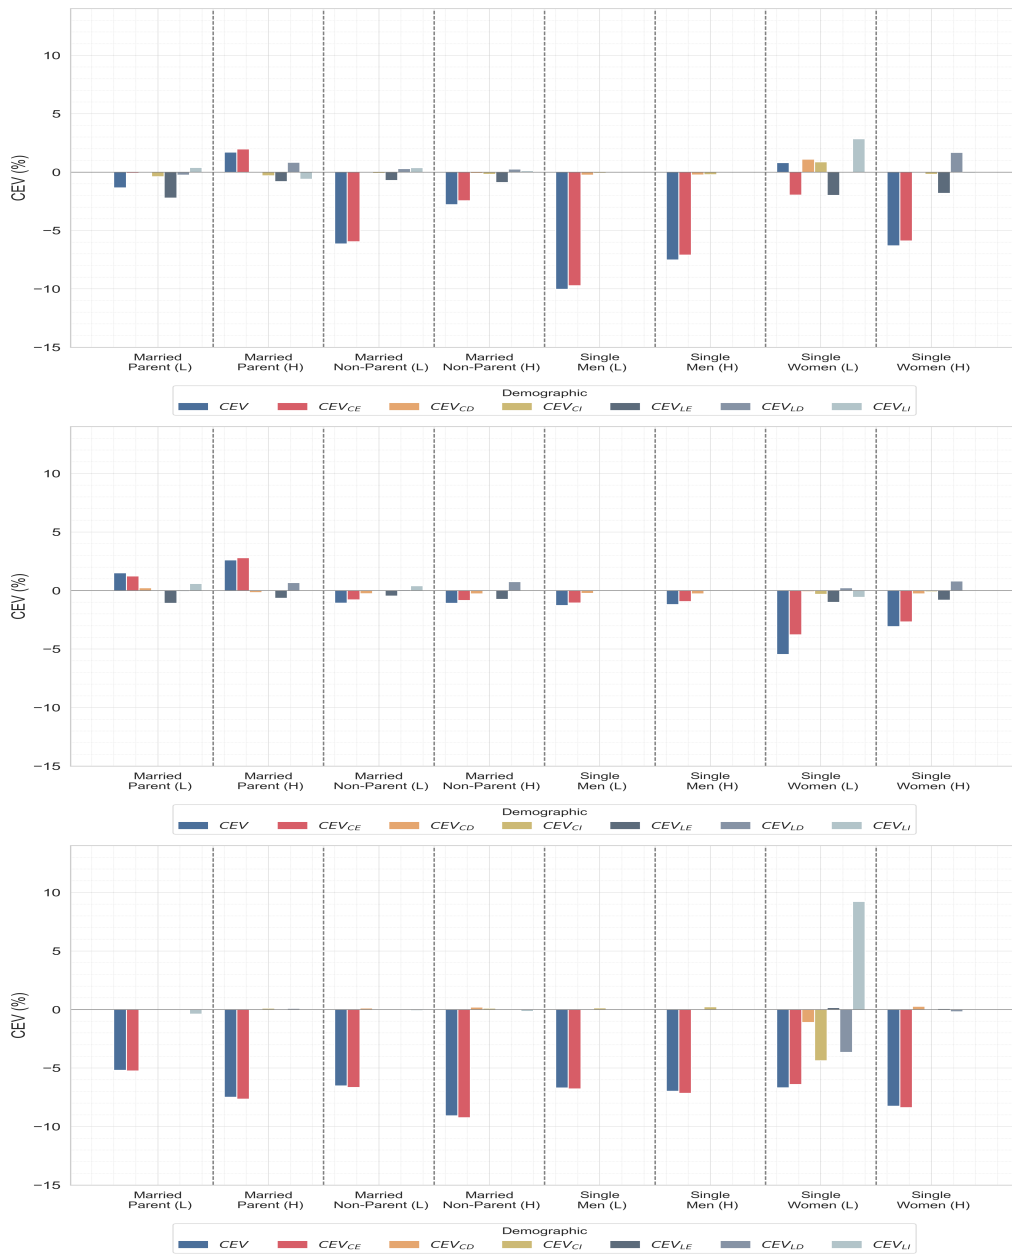 10
5
0
−5
−10
−15
CEV (%)
Married Parent (L)
Married Parent (H)
Married Non-Parent (L)
Married Non-Parent (H)
Single Men (L)
Single Men (H)
Single Women (L)
Single Women (H)
Demographic
CEV CEV_CE CEV_CD CEV_CI CEV_LE CEV_LD CEV_LI
10
5
0
−5
−10
−15
CEV (%)
Married Parent (L)
Married Parent (H)
Married Non-Parent (L)
Married Non-Parent (H)
Single Men (L)
Single Men (H)
Single Women (L)
Single Women (H)
Demographic
CEV CEV_CE CEV_CD CEV_CI CEV_LE CEV_LD CEV_LI
10
5
0
−5
−10
−15
CEV (%)
Married Parent (L)
Married Parent (H)
Married Non-Parent (L)
Married Non-Parent (H)
Single Men (L)
Single Men (H)
Single Women (L)
Single Women (H)
Demographic
CEV CEV_CE CEV_CD CEV_CI CEV_LE CEV_LD CEV_LI